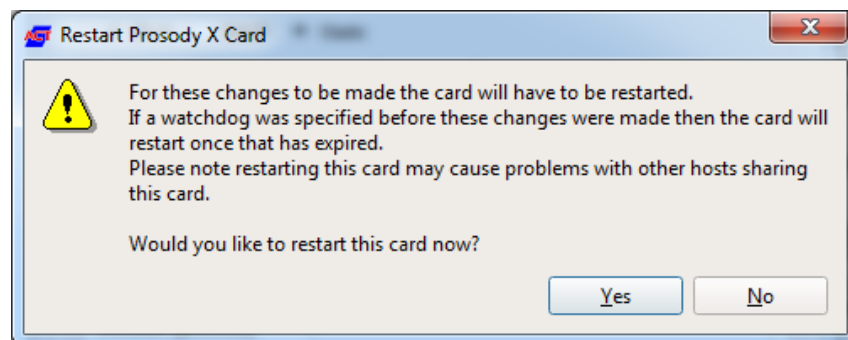 AGT Restart Prosody X Card
For these changes to be made the card will have to be restarted.
If a watchdog was specified before these changes were made then the card will
restart once that has expired.
Please note restarting this card may cause problems with other hosts sharing
this card.
Would you like to restart this card now?
Yes No